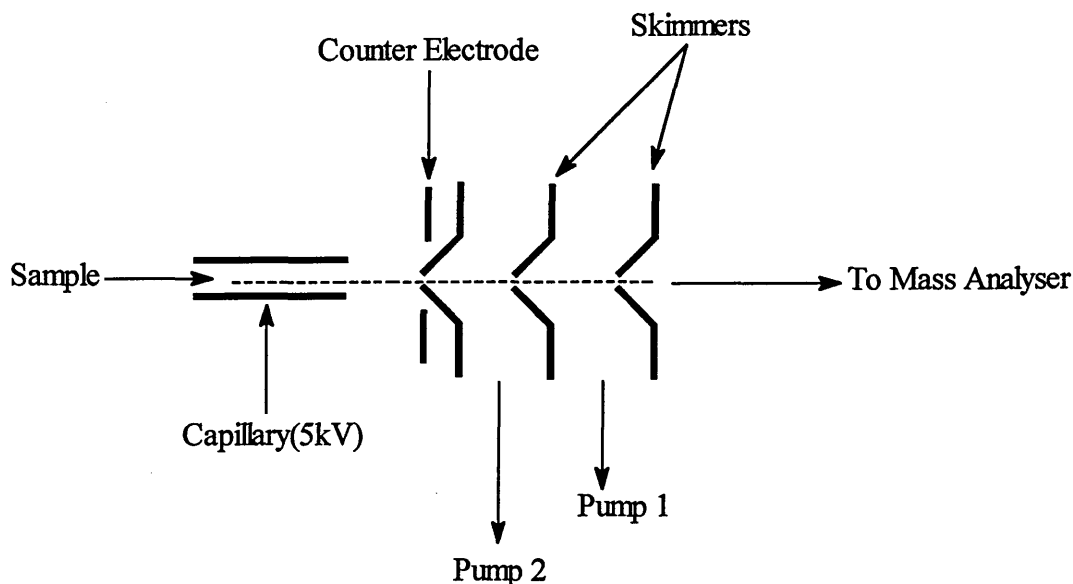 Skimmers
Counter Electrode
Sample
To Mass Analyser
Capillary(5kV)
Pump 1
Pump 2